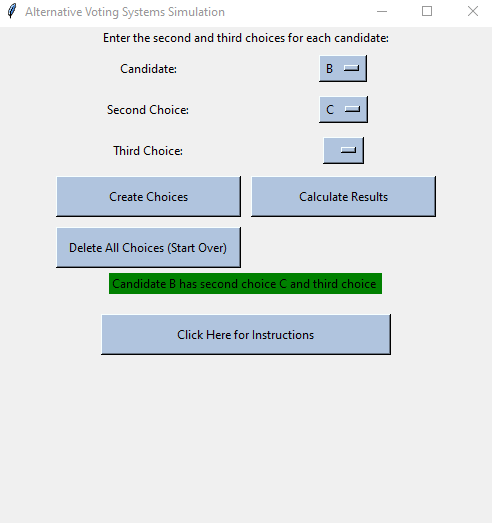 Alternative Voting Systems Simulation
Enter the second and third choices for each candidate:
Candidate: B
Second Choice: C
Third Choice:
Create Choices Calculate Results
Delete All Choices (Start Over)
Candidate B has second choice C and third choice
Click Here for Instructions